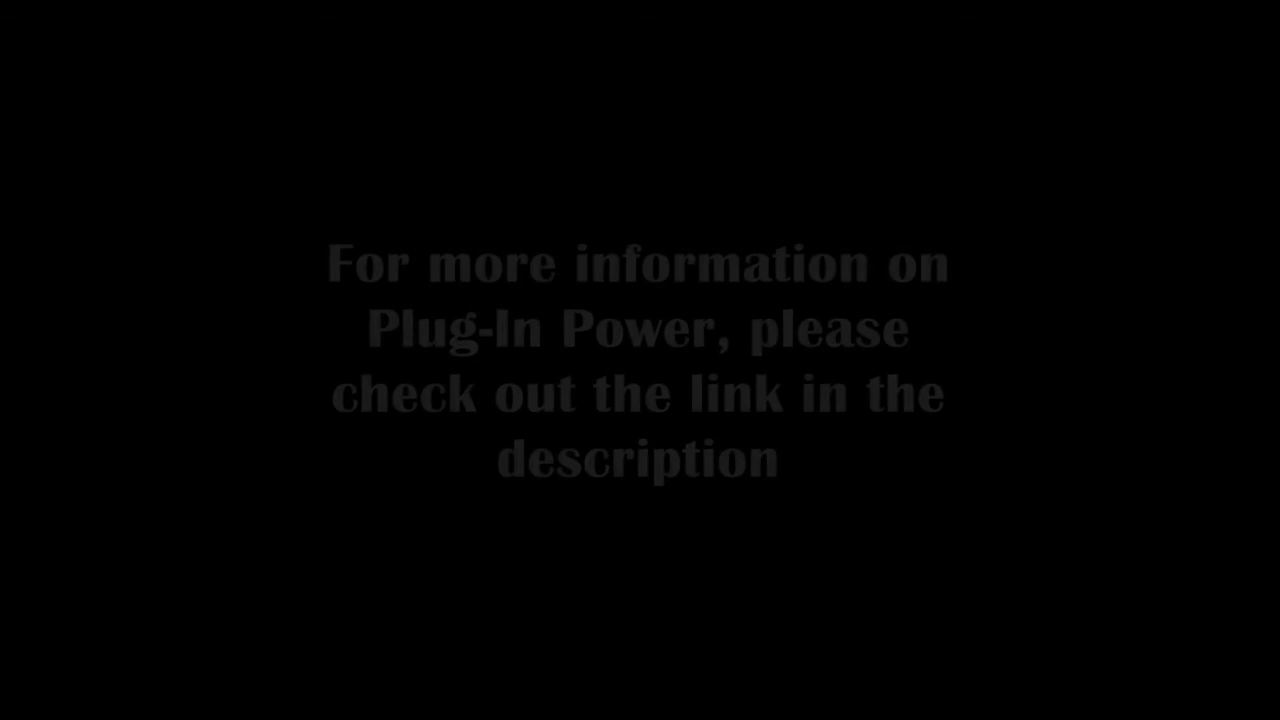 For more information on
Plug-In Power, please
check out the link in the
description